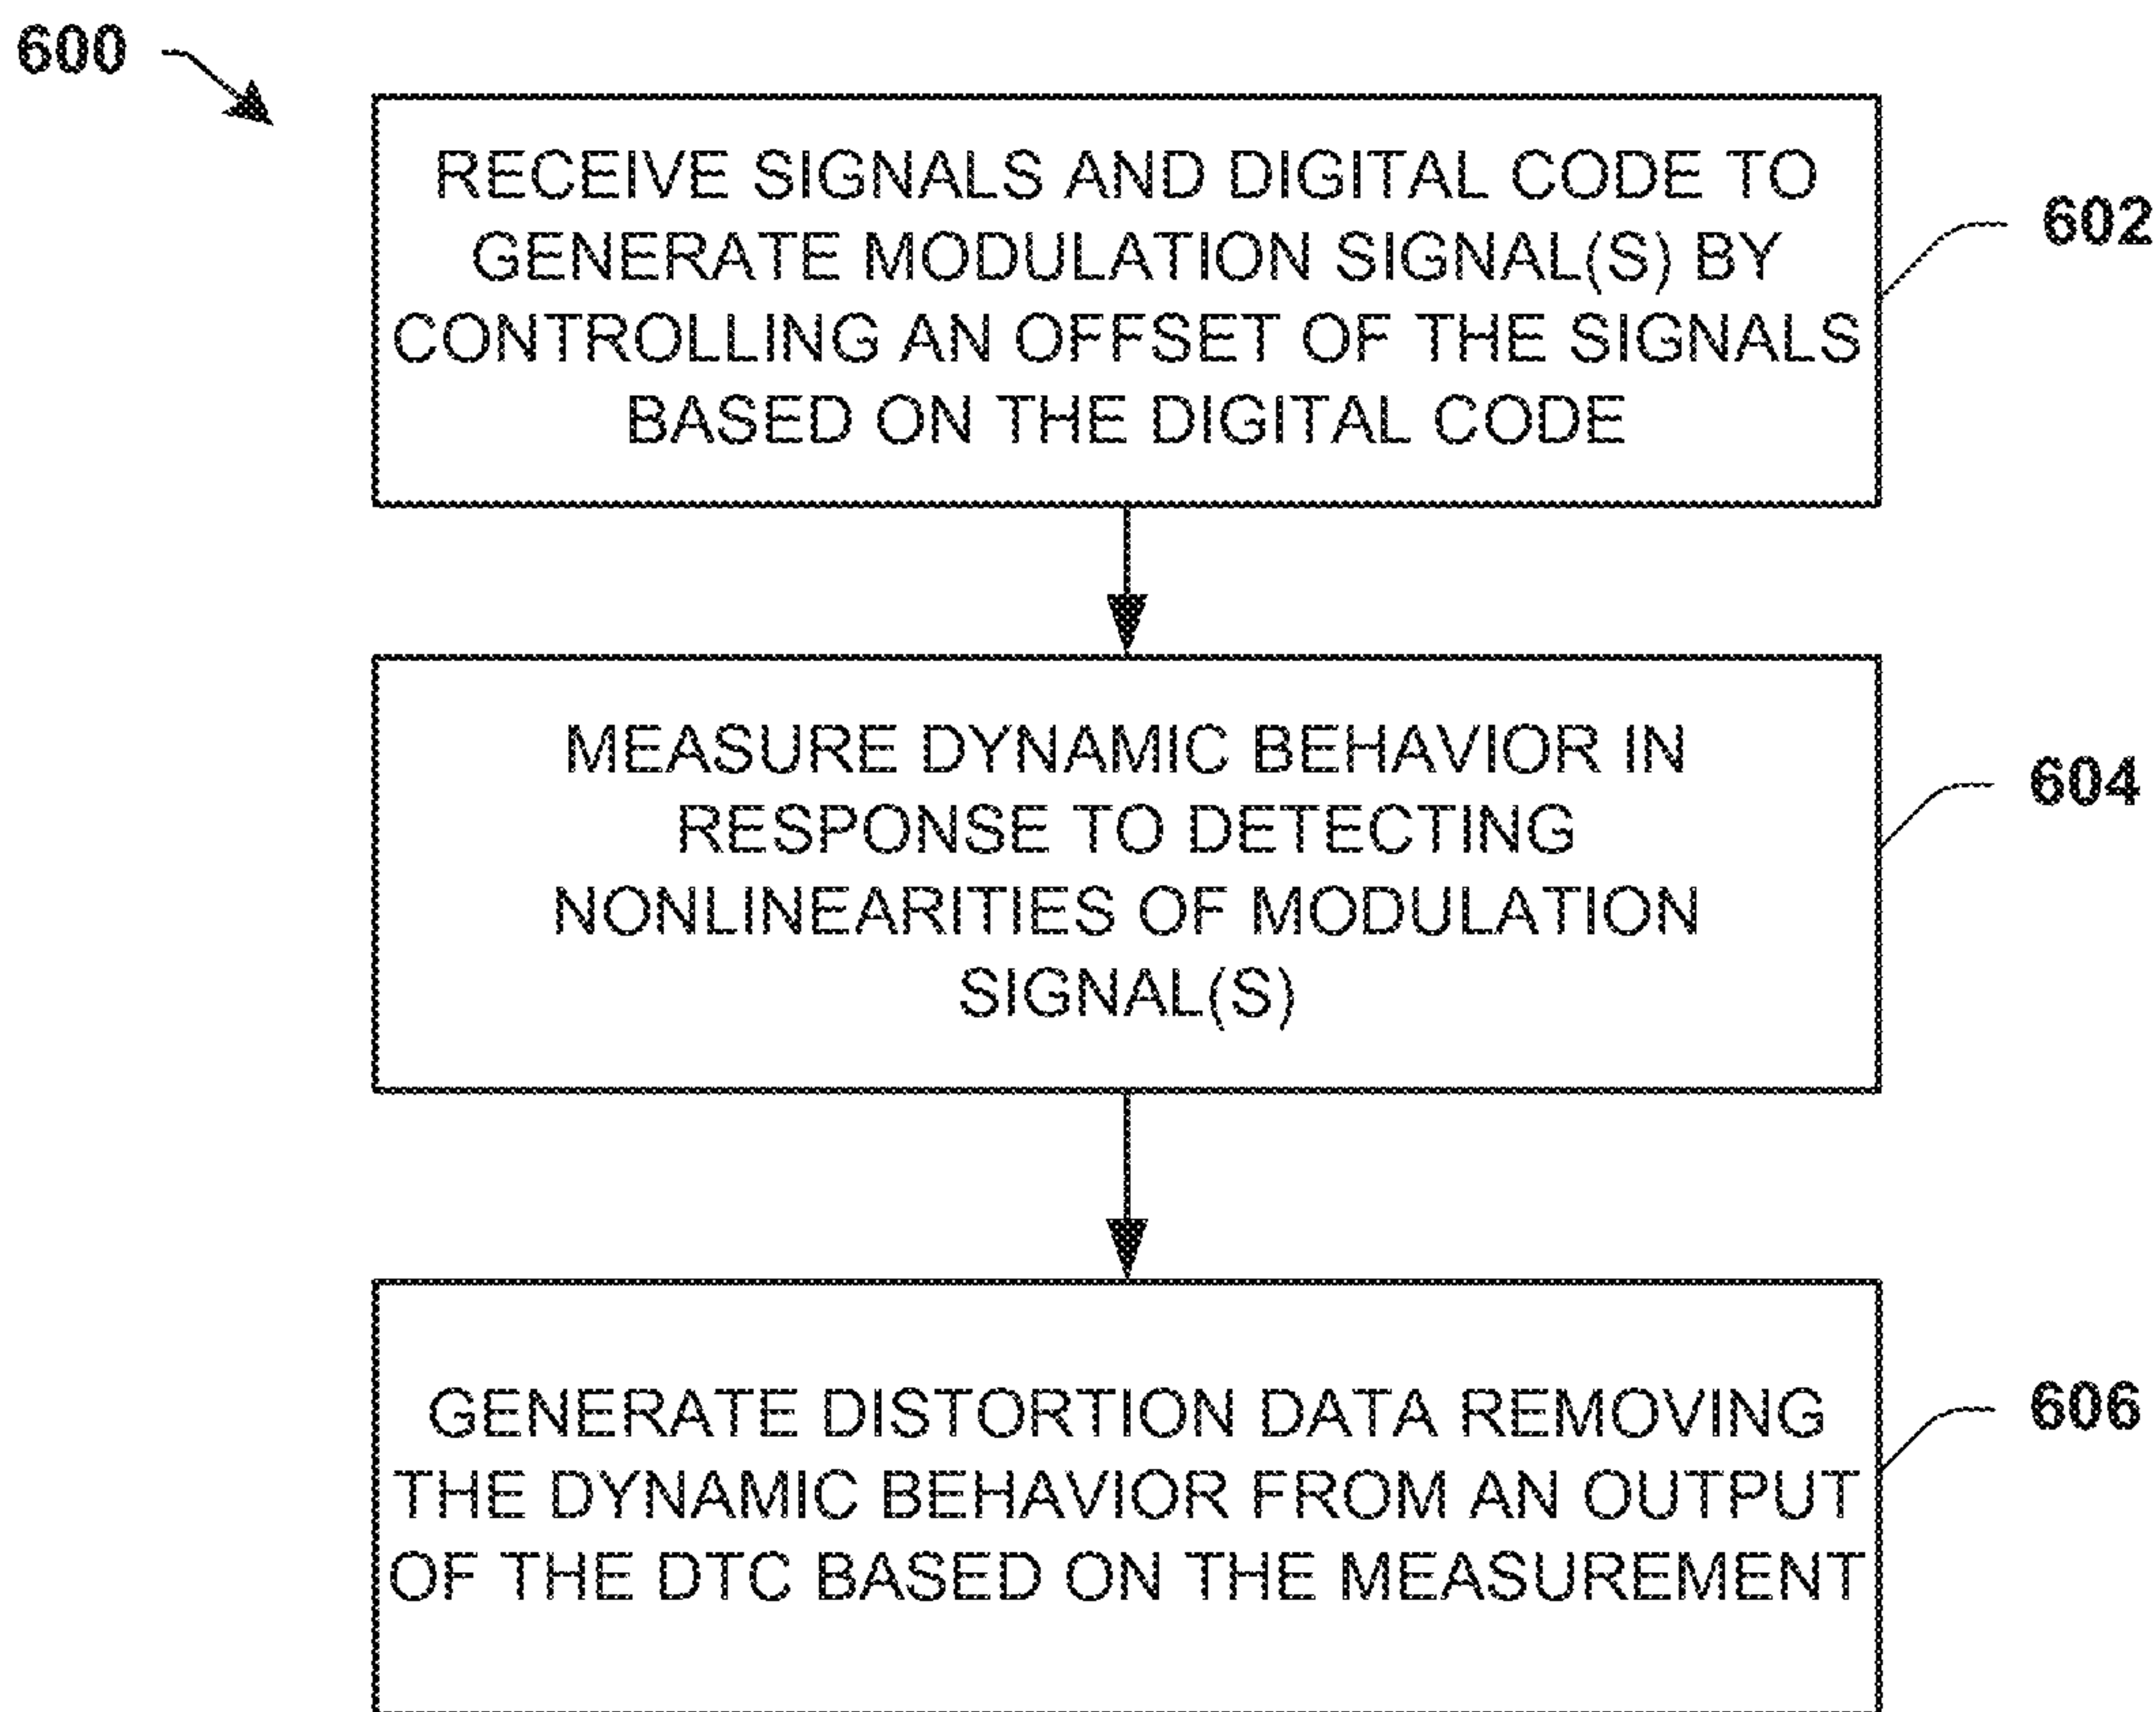 600
RECEIVE SIGNALS AND DIGITAL CODE TO
GENERATE MODULATION SIGNAL(S) BY
CONTROLLING AN OFFSET OF THE SIGNALS
BASED ON THE DIGITAL CODE
602
MEASURE DYNAMIC BEHAVIOR IN
RESPONSE TO DETECTING
NONLINEARITIES OF MODULATION
SIGNAL(S)
604
GENERATE DISTORTION DATA REMOVING
THE DYNAMIC BEHAVIOR FROM AN OUTPUT
OF THE DTC BASED ON THE MEASUREMENT
606